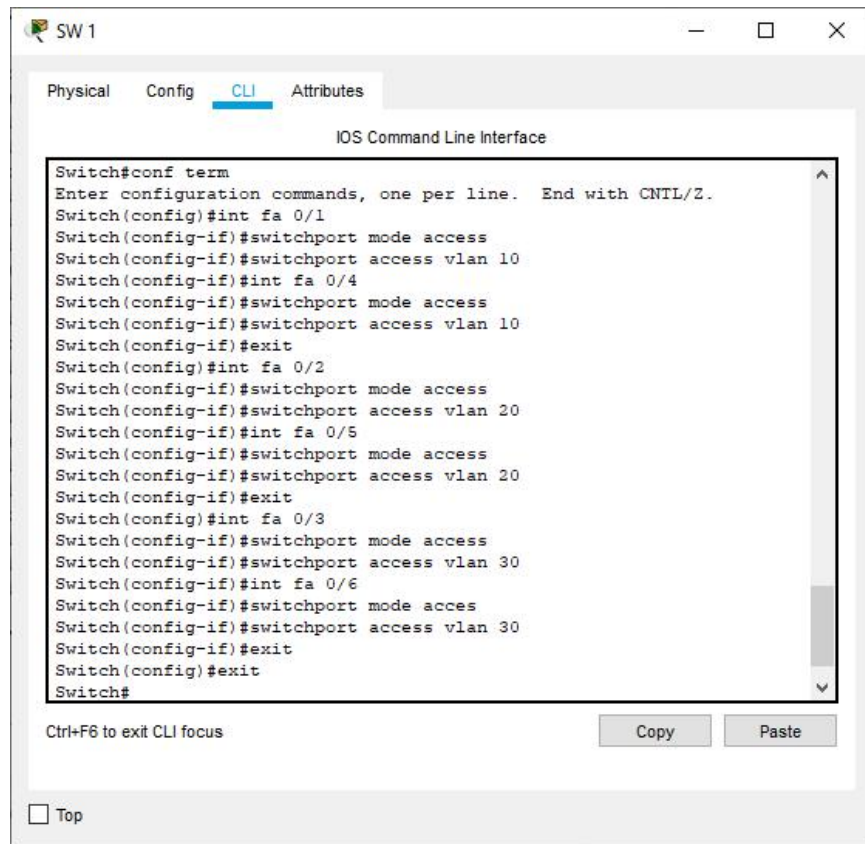 SW 1
Physical Config CLI Attributes
IOS Command Line Interface
Switch#conf term
Enter configuration commands, one per line. End with CNTL/Z.
Switch(config)#int fa 0/1
Switch(config-if)#switchport mode access
Switch(config-if)#switchport access vlan 10
Switch(config-if)#int fa 0/4
Switch(config-if)#switchport mode access
Switch(config-if)#switchport access vlan 10
Switch(config-if)#exit
Switch(config)#int fa 0/2
Switch(config-if)#switchport mode access
Switch(config-if)#switchport access vlan 20
Switch(config-if)#int fa 0/5
Switch(config-if)#switchport mode access
Switch(config-if)#switchport access vlan 20
Switch(config-if)#exit
Switch(config)#int fa 0/3
Switch(config-if)#switchport mode access
Switch(config-if)#switchport access vlan 30
Switch(config-if)#int fa 0/6
Switch(config-if)#switchport mode acces
Switch(config-if)#switchport access vlan 30
Switch(config-if)#exit
Switch(config)#exit
Switch#
Ctrl+F6 to exit CLI focus Copy Paste
Top